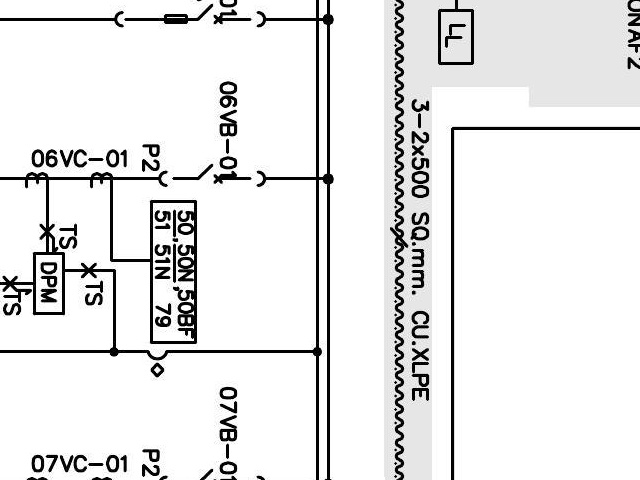 01
06VB-01
06VC-01
P2
50,50N,50BF
51 51N 79
TS
DPM
TS
TS
3-2x500 SQ.mm. CU.XLPE
07VB-01
07VC-01
P2